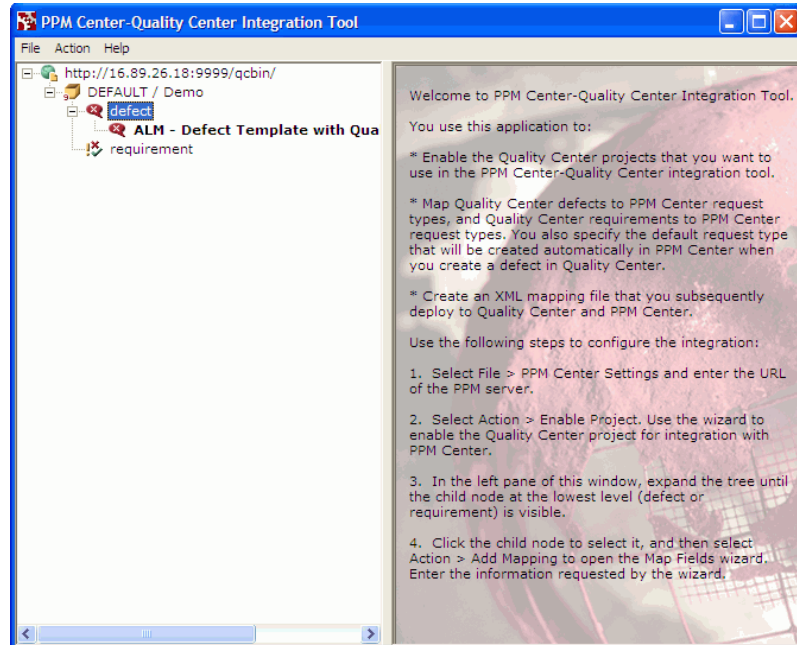 PPM Center-Quality Center Integration Tool
File Action Help
http://16.89.26.18:9999/qcbin/
DEFAULT / Demo
defect
ALM - Defect Template with Qua
requirement
Welcome to PPM Center-Quality Center Integration Tool.
You use this application to:
* Enable the Quality Center projects that you want to
use in the PPM Center-Quality Center integration tool.
* Map Quality Center defects to PPM Center request
types, and Quality Center requirements to PPM Center
request types. You also specify the default request type
that will be created automatically in PPM Center when
you create a defect in Quality Center.
* Create an XML mapping file that you subsequently
deploy to Quality Center and PPM Center.
Use the following steps to configure the integration:
1. Select File > PPM Center Settings and enter the URL
of the PPM server.
2. Select Action > Enable Project. Use the wizard to
enable the Quality Center project for integration with
PPM Center.
3. In the left pane of this window, expand the tree until
the child node at the lowest level (defect or
requirement) is visible.
4. Click the child node to select it, and then select
Action > Add Mapping to open the Map Fields wizard.
Enter the information requested by the wizard.